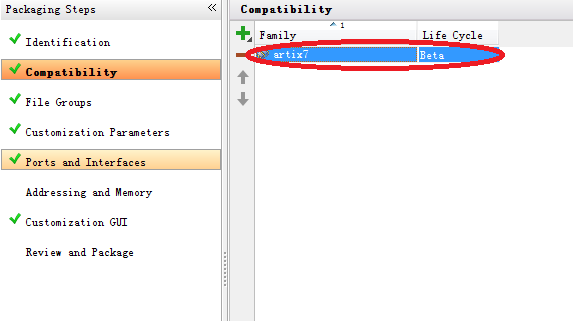 Packaging Steps
Identification
Compatibility
File Groups
Customization Parameters
Ports and Interfaces
Addressing and Memory
Customization GUI
Review and Package
Compatibility
Family 1 Life Cycle
artix7 Beta